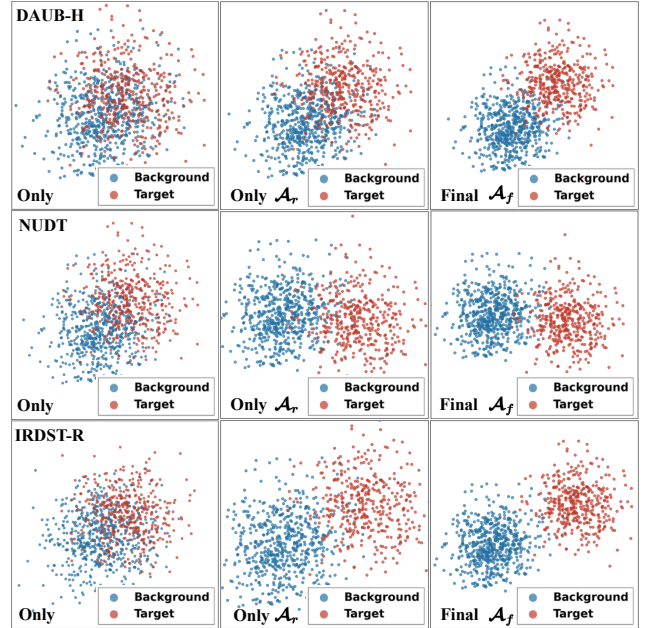 DAUB-H
Background
Target
Only
Background
Target
Only 𝒜ᵣ
Background
Target
Final 𝒜_f
NUDT
Background
Target
Only
Background
Target
Only 𝒜ᵣ
Background
Target
Final 𝒜_f
IRDST-R
Background
Target
Only
Background
Target
Only 𝒜ᵣ
Background
Target
Final 𝒜_f